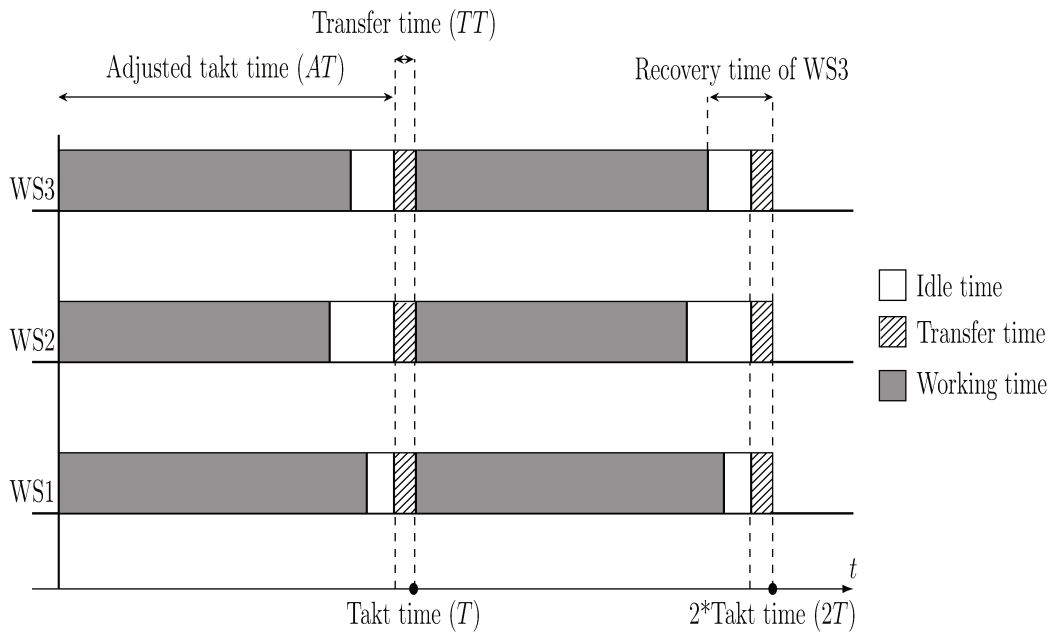 Transfer time (TT)
Adjusted takt time (AT)
Recovery time of WS3
WS3
WS2
WS1
Idle time
Transfer time
Working time
t
Takt time (T)
2*Takt time (2T)